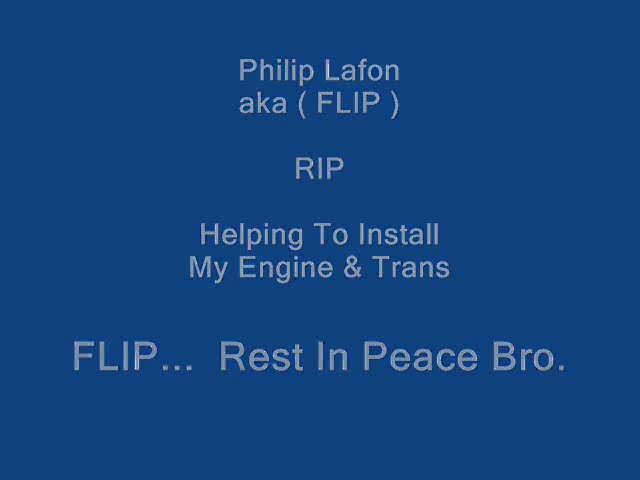 Philip Lafon
aka ( FLIP )
RIP
Helping To Install
My Engine & Trans
FLIP...  Rest In Peace Bro.